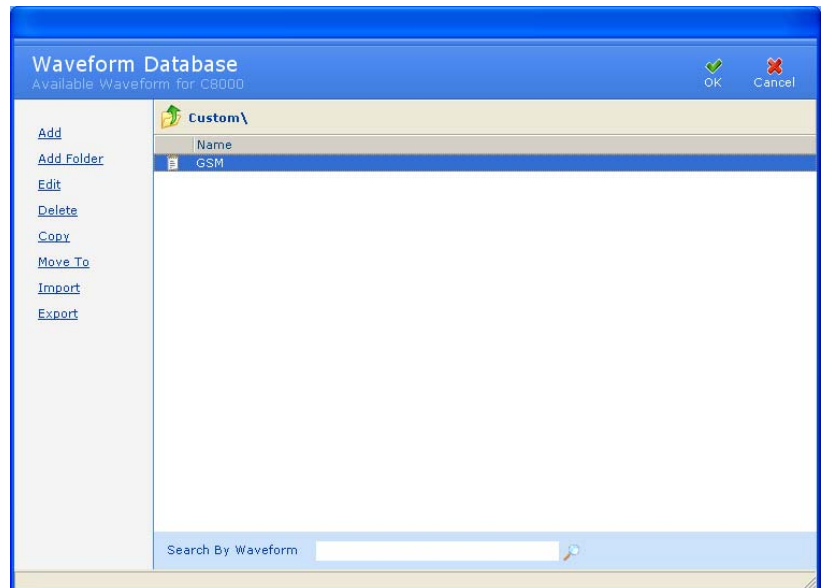 Waveform Database
Available Waveform for C8000
OK
Cancel
Add
Add Folder
Edit
Delete
Copy
Move To
Import
Export
Custom\
Name
GSM
Search By Waveform